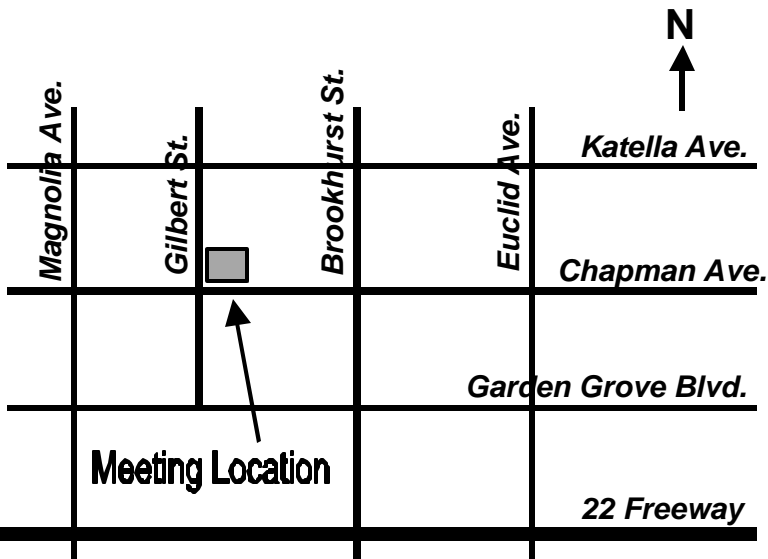 N
Magnolia Ave.
Gilbert St.
Brookhurst St.
Euclid Ave.
Katella Ave.
Chapman Ave.
Garden Grove Blvd.
Meeting Location
22 Freeway